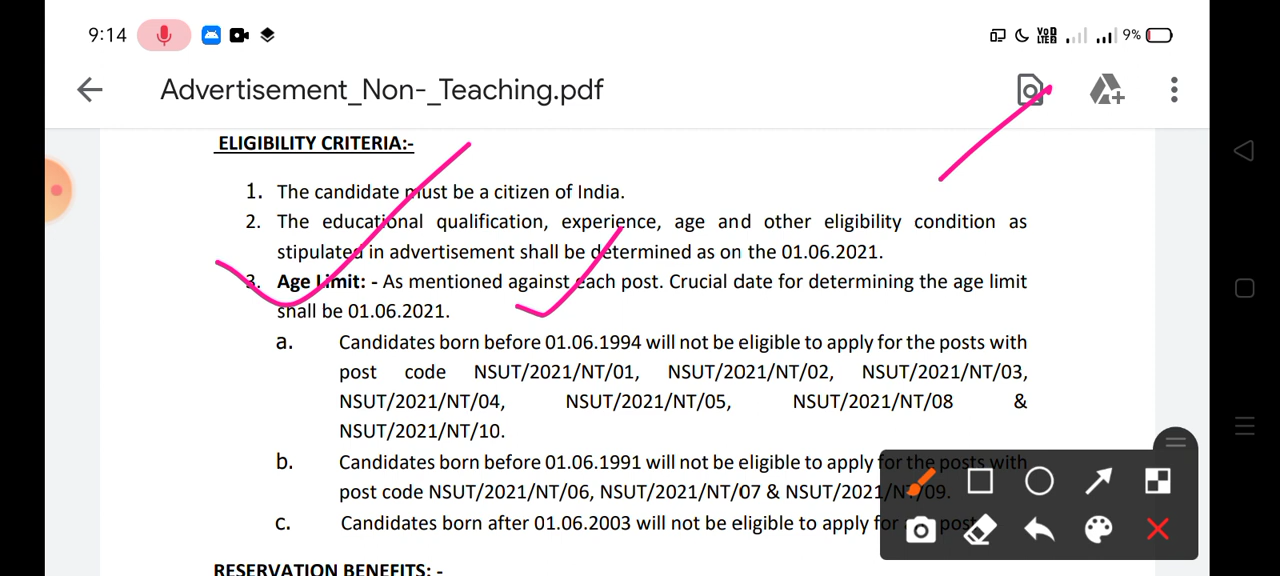 9:14
VoD LTE2
9%
Advertisement_Non-_Teaching.pdf
ELIGIBILITY CRITERIA:-
1. The candidate must be a citizen of India.
2. The educational qualification, experience, age and other eligibility condition as
stipulated in advertisement shall be determined as on the 01.06.2021.
3. Age Limit: - As mentioned against each post. Crucial date for determining the age limit
shall be 01.06.2021.
a. Candidates born before 01.06.1994 will not be eligible to apply for the posts with
post code NSUT/2021/NT/01, NSUT/2021/NT/02, NSUT/2021/NT/03,
NSUT/2021/NT/04, NSUT/2021/NT/05, NSUT/2021/NT/08 &
NSUT/2021/NT/10.
b. Candidates born before 01.06.1991 will not be eligible to apply for the posts with
post code NSUT/2021/NT/06, NSUT/2021/NT/07 & NSUT/2021/NT/09.
c. Candidates born after 01.06.2003 will not be eligible to apply for post
RESERVATION BENEFITS: -